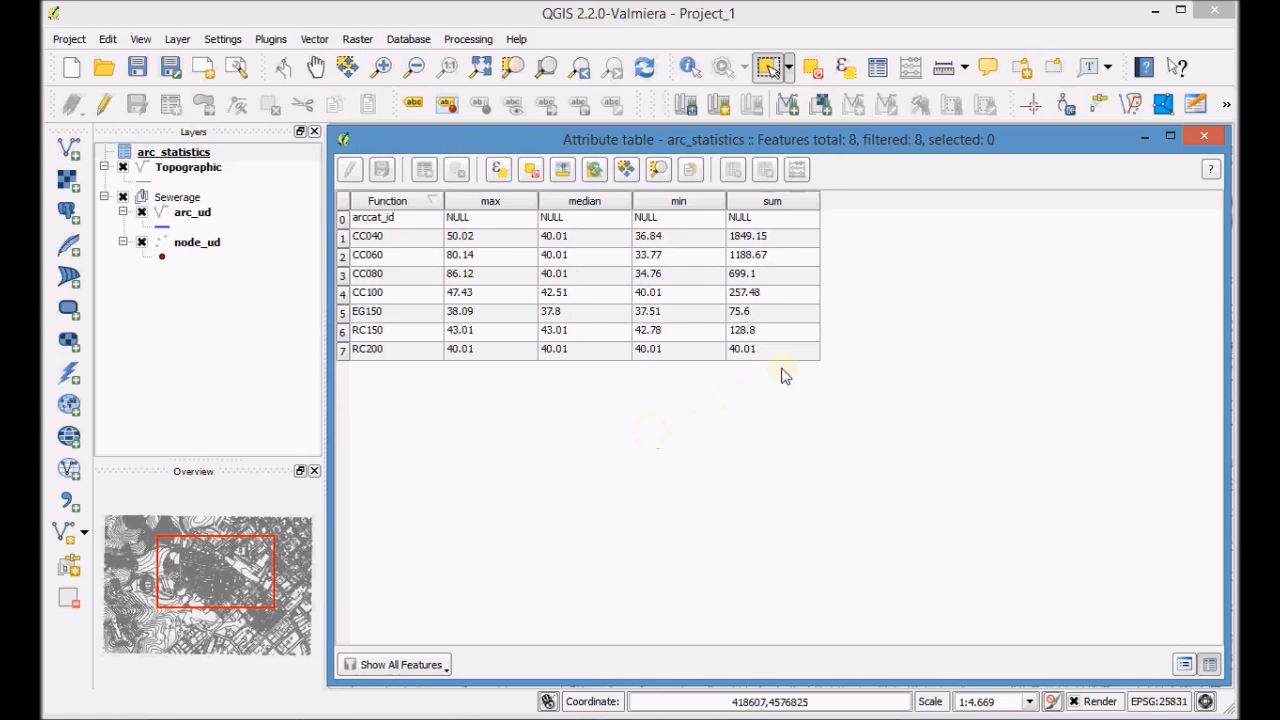 QGIS 2.2.0-Valmiera - Project_1
Project Edit View Layer Settings Plugins Vector Raster Database Processing Help
Layers
arc_statistics
Topographic
Sewerage
arc_ud
node_ud
Overview
Attribute table - arc_statistics :: Features total: 8, filtered: 8, selected: 0
Function max median min sum
0 arccat_id NULL NULL NULL NULL
1 CC040 50.02 40.01 36.84 1849.15
2 CC060 80.14 40.01 33.77 1188.67
3 CC080 86.12 40.01 34.76 699.1
4 CC100 47.43 42.51 40.01 257.48
5 EG150 38.09 37.8 37.51 75.6
6 RC150 43.01 43.01 42.78 128.8
7 RC200 40.01 40.01 40.01 40.01
Show All Features
Coordinate: 418607,4576825 Scale 1:4.669 Render EPSG:25831